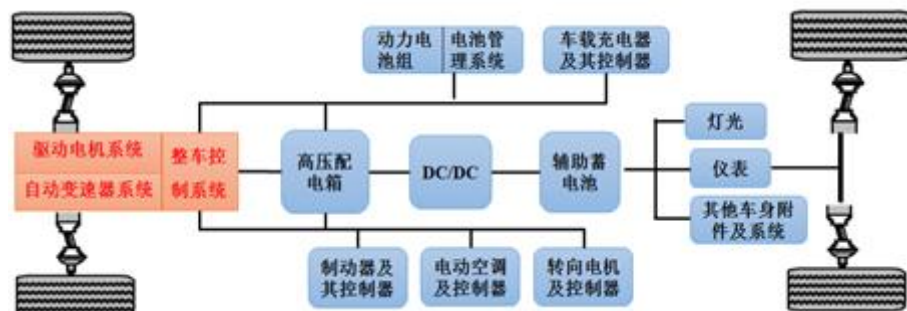 动力电
池组
电池管
理系统
车载充电器
及其控制器
驱动电机系统
自动变速器系统
整车控
制系统
高压配
电箱
DC/DC
辅助蓄
电池
灯光
仪表
其他车身附
件及系统
制动器及
其控制器
电动空调
及控制器
转向电机
及控制器